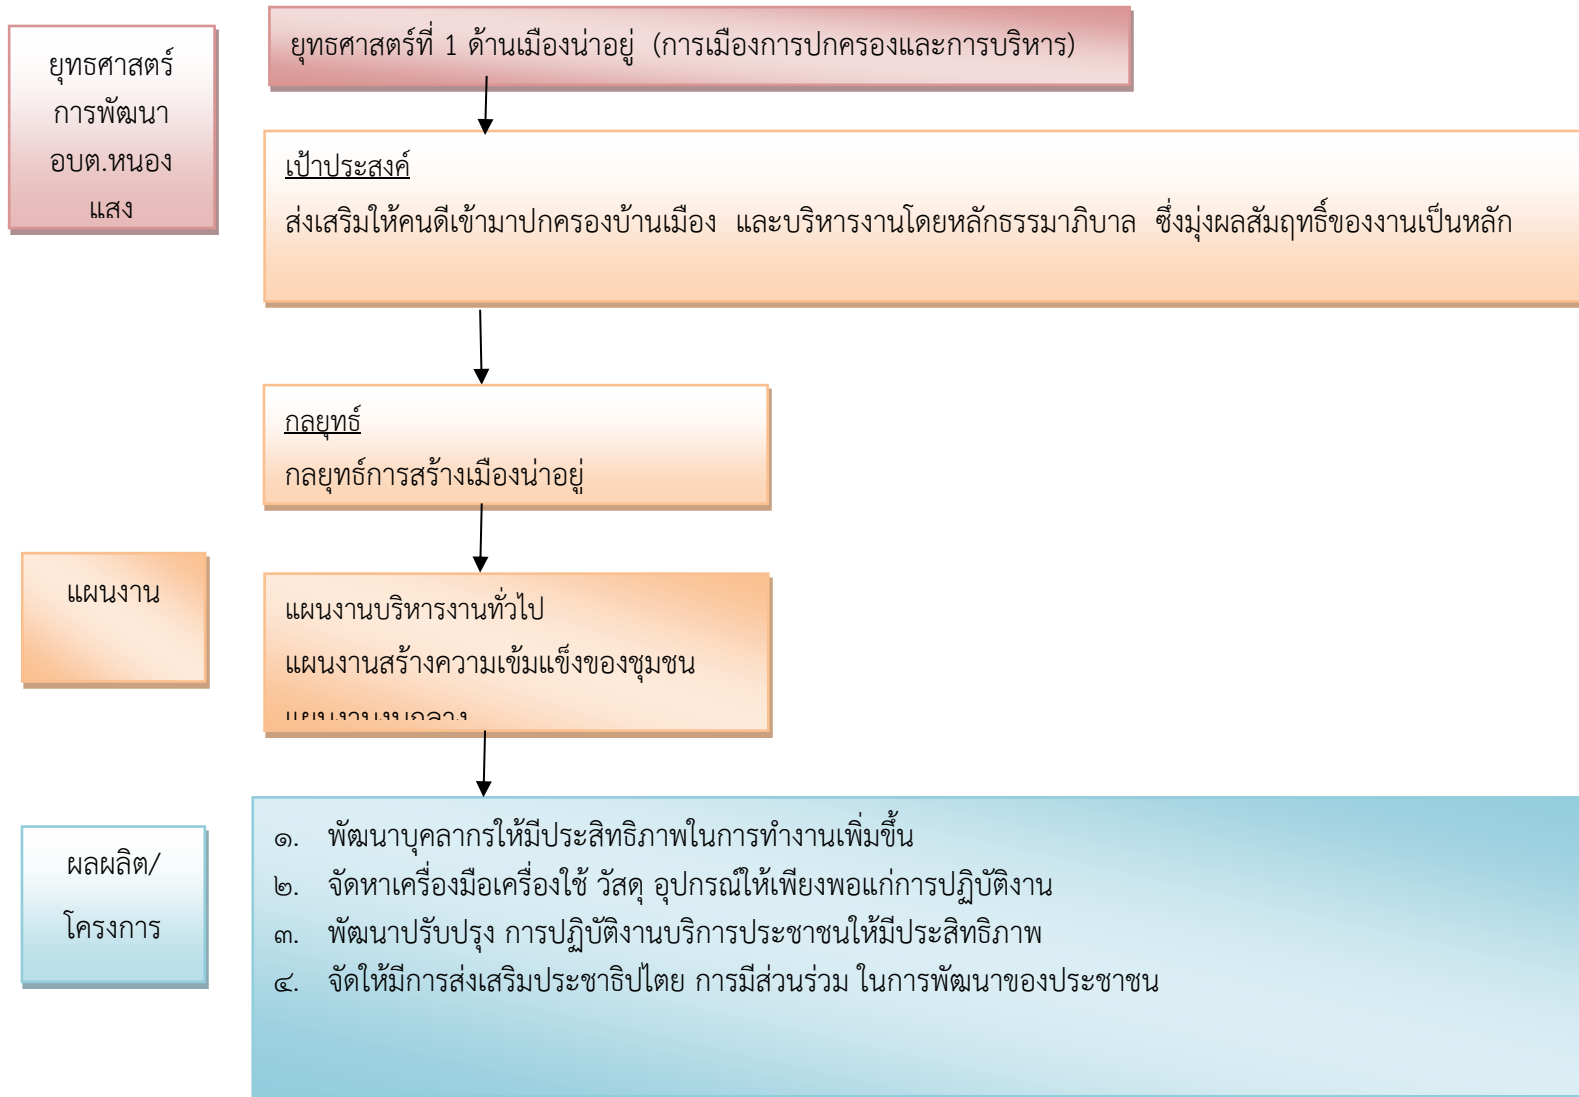 ยุทธศาสตร์
การพัฒนา
อบต.หนอง
แสง
ยุทธศาสตร์ที่ 1 ด้านเมืองน่าอยู่ (การเมืองการปกครองและการบริหาร)
เป้าประสงค์
ส่งเสริมให้คนดีเข้ามาปกครองบ้านเมือง และบริหารงานโดยหลักธรรมาภิบาล ซึ่งมุ่งผลสัมฤทธิ์ของงานเป็นหลัก
กลยุทธ์
กลยุทธ์การสร้างเมืองน่าอยู่
แผนงาน
แผนงานบริหารงานทั่วไป
แผนงานสร้างความเข้มแข็งของชุมชน
แผนงานงบกลาง
ผลผลิต/
โครงการ
๑. พัฒนาบุคลากรให้มีประสิทธิภาพในการทำงานเพิ่มขึ้น
๒. จัดหาเครื่องมือเครื่องใช้ วัสดุ อุปกรณ์ให้เพียงพอแก่การปฏิบัติงาน
๓. พัฒนาปรับปรุง การปฏิบัติงานบริการประชาชนให้มีประสิทธิภาพ
๔. จัดให้มีการส่งเสริมประชาธิปไตย การมีส่วนร่วม ในการพัฒนาของประชาชน